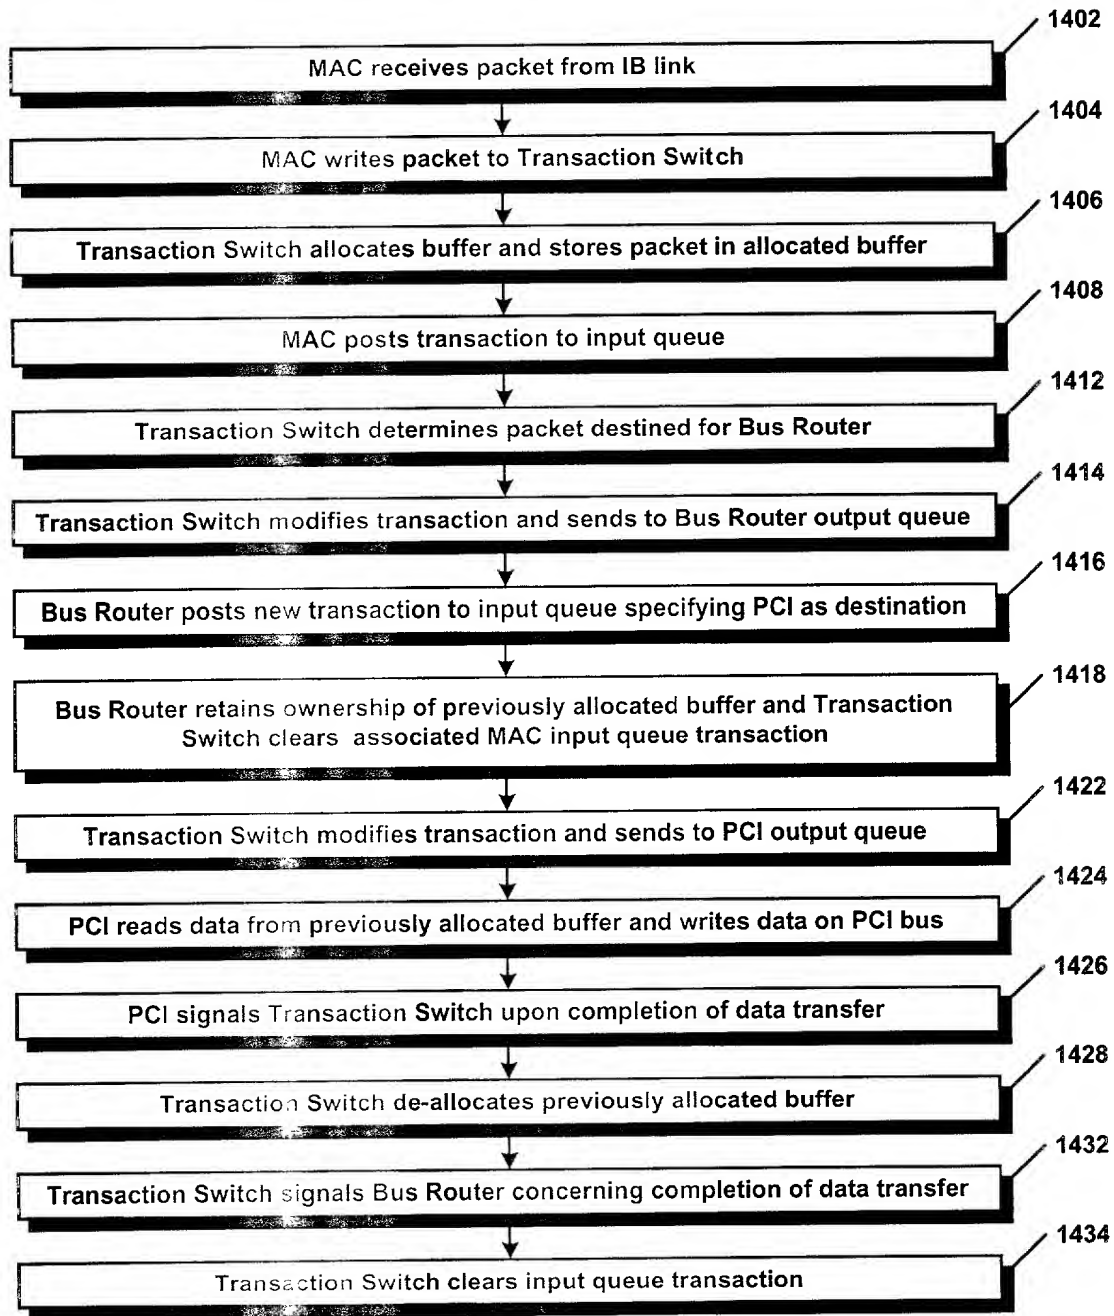 1402
MAC receives packet from IB link
1404
MAC writes packet to Transaction Switch
1406
Transaction Switch allocates buffer and stores packet in allocated buffer
1408
MAC posts transaction to input queue
1412
Transaction Switch determines packet destined for Bus Router
1414
Transaction Switch modifies transaction and sends to Bus Router output queue
1416
Bus Router posts new transaction to input queue specifying PCI as destination
1418
Bus Router retains ownership of previously allocated buffer and Transaction
Switch clears associated MAC input queue transaction
1422
Transaction Switch modifies transaction and sends to PCI output queue
1424
PCI reads data from previously allocated buffer and writes data on PCI bus
1426
PCI signals Transaction Switch upon completion of data transfer
1428
Transaction Switch de-allocates previously allocated buffer
1432
Transaction Switch signals Bus Router concerning completion of data transfer
1434
Transaction Switch clears input queue transaction